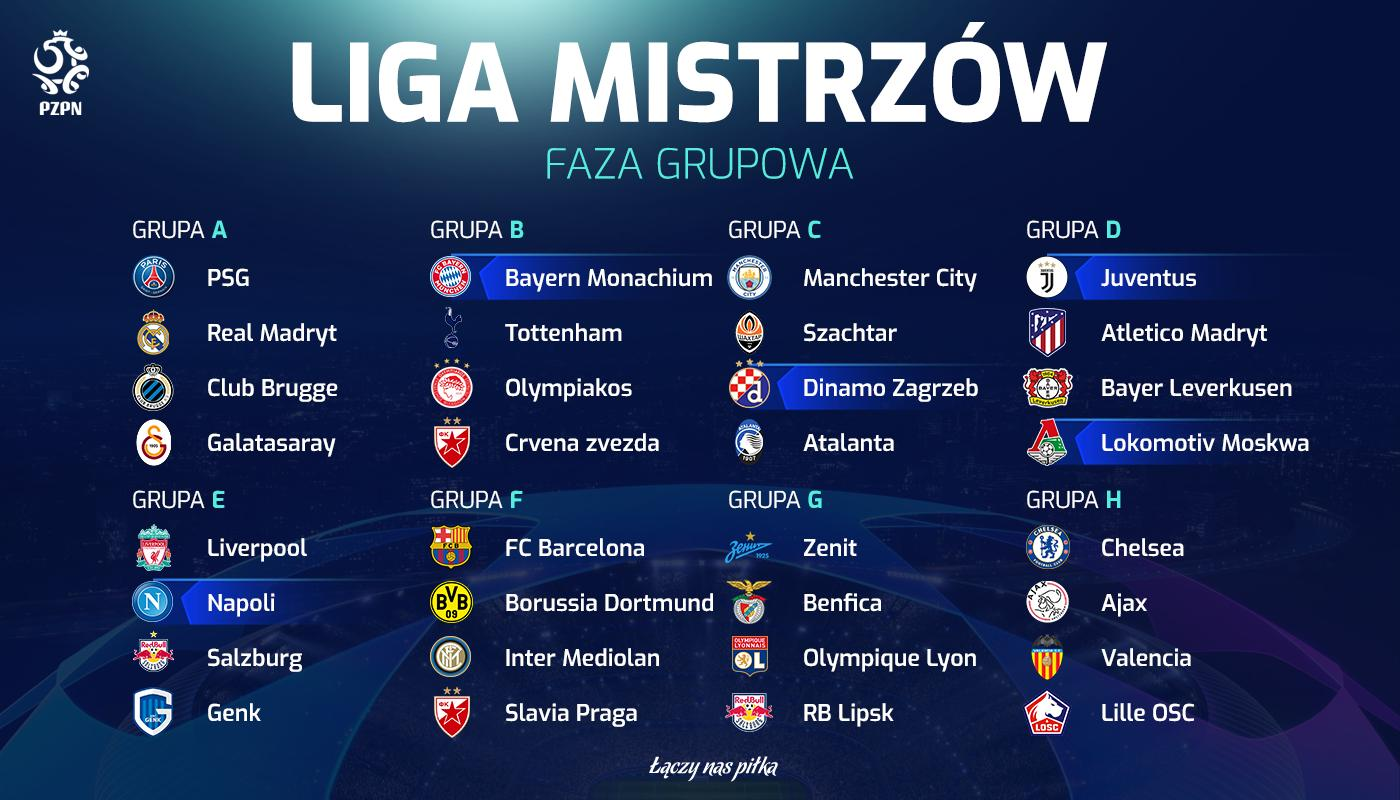 PZPN
LIGA MISTRZÓW
FAZA GRUPOWA
GRUPA A
PSG
Real Madryt
Club Brugge
Galatasaray
GRUPA B
Bayern Monachium
Tottenham
Olympiakos
Crvena zvezda
GRUPA C
Manchester City
Szachtar
Dinamo Zagrzeb
Atalanta
GRUPA D
Juventus
Atletico Madryt
Bayer Leverkusen
Lokomotiv Moskwa
GRUPA E
Liverpool
Napoli
Salzburg
Genk
GRUPA F
FC Barcelona
Borussia Dortmund
Inter Mediolan
Slavia Praga
GRUPA G
Zenit
Benfica
Olympique Lyon
RB Lipsk
GRUPA H
Chelsea
Ajax
Valencia
Lille OSC
Łączy nas piłka